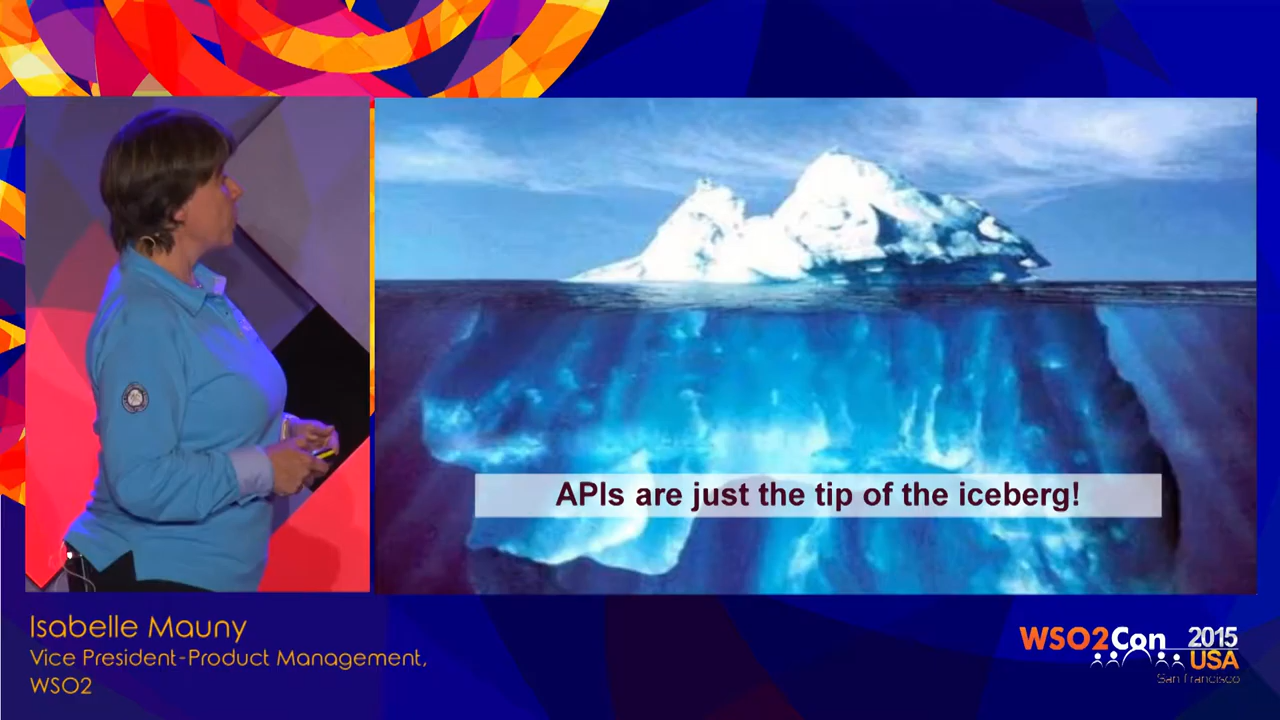 APIs are just the tip of the iceberg!
Isabelle Mauny
Vice President-Product Management,
WSO2
WSO2Con 2015
USA
San Francisco